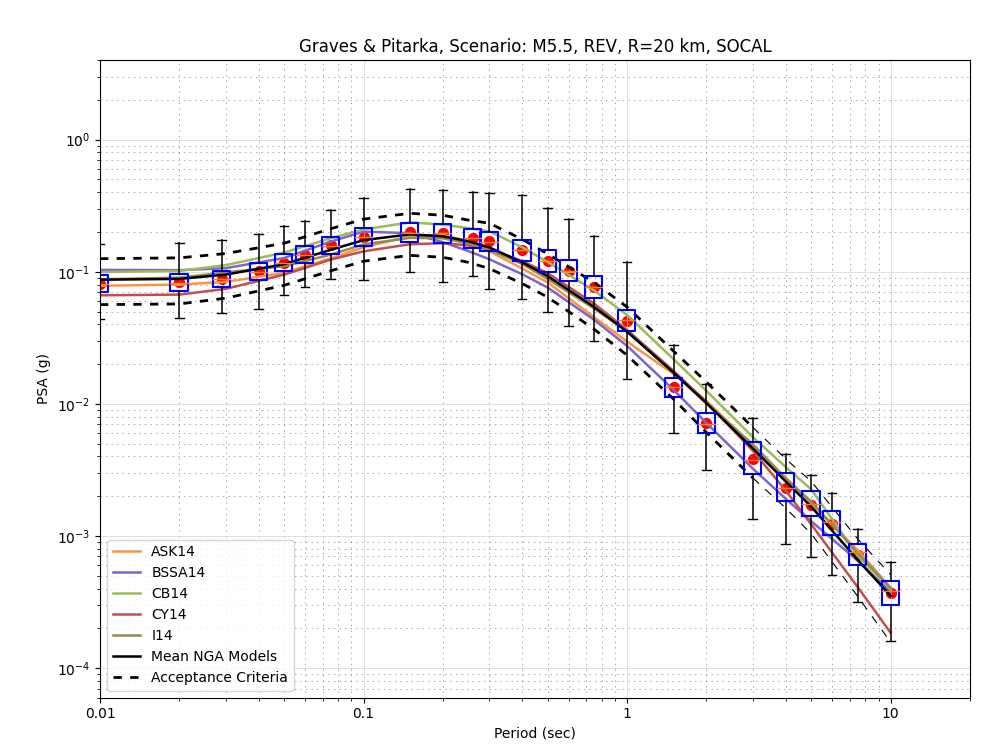 Graves & Pitarka, Scenario: M5.5, REV, R=20 km, SOCAL
10⁰
10⁻¹
10⁻²
10⁻³
10⁻⁴
PSA (g)
ASK14
BSSA14
CB14
CY14
I14
Mean NGA Models
Acceptance Criteria
0.01
0.1
1
10
Period (sec)